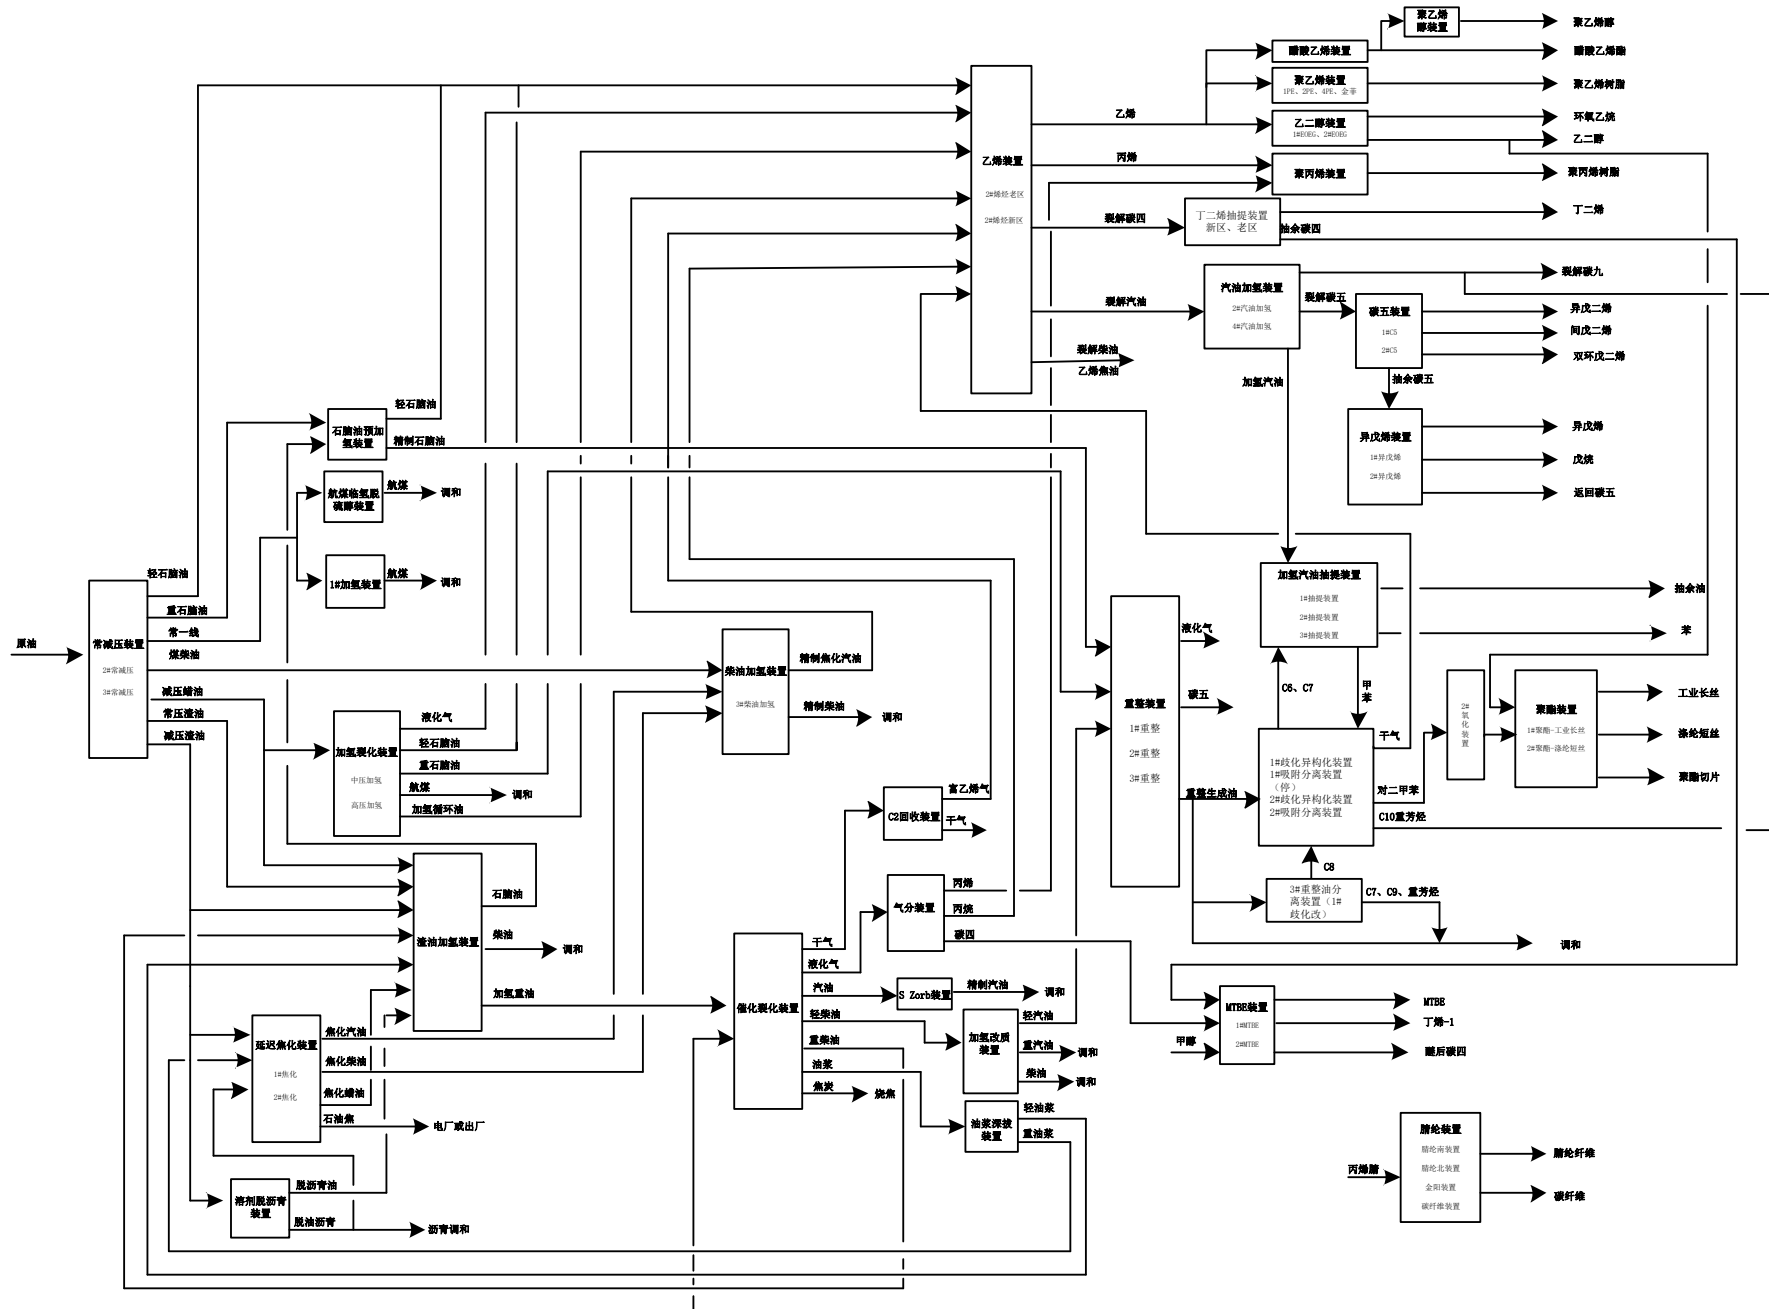 聚乙烯
醇装置
聚乙烯醇
醋酸乙烯装置
醋酸乙烯酯
聚乙烯装置
1PE、2PE、4PE、金菲
聚乙烯树脂
乙烯
乙二醇装置
1#EOEG、2#EOEG
环氧乙烷
乙二醇
丙烯
聚丙烯装置
聚丙烯树脂
乙烯装置
2#烯烃老区
2#烯烃新区
裂解碳四
丁二烯抽提装置
新区、老区
丁二烯
抽余碳四
汽油加氢装置
2#汽油加氢
4#汽油加氢
裂解碳九
裂解碳五
裂解汽油
碳五装置
1#C5
2#C5
异戊二烯
间戊二烯
双环戊二烯
裂解柴油
乙烯焦油
加氢汽油
抽余碳五
轻石脑油
石脑油预加
氢装置
精制石脑油
异戊烯装置
1#异戊烯
2#异戊烯
异戊烯
戊烷
返回碳五
航煤临氢脱
硫醇装置
航煤
调和
1#加氢装置
航煤
调和
轻石脑油
重石脑油
常一线
煤柴油
减压蜡油
常压渣油
减压渣油
原油
常减压装置
2#常减压
3#常减压
加氢汽油抽提装置
1#抽提装置
2#抽提装置
3#抽提装置
抽余油
苯
柴油加氢装置
3#柴油加氢
精制焦化汽油
精制柴油
调和
重整装置
1#重整
2#重整
3#重整
液化气
碳五
重整生成油
C6、C7
甲
苯
2#
氧
化
装
置
聚酯装置
1#聚酯-工业长丝
2#聚酯-涤纶短丝
工业长丝
涤纶短丝
聚酯切片
加氢裂化装置
中压加氢
高压加氢
液化气
轻石脑油
重石脑油
航煤
调和
加氢循环油
1#歧化异构化装置
1#吸附分离装置
(停)
2#歧化异构化装置
2#吸附分离装置
干气
对二甲苯
C10重芳烃
C2回收装置
富乙烯气
干气
C8
3#重整油分
离装置(1#
歧化改)
C7、C9、重芳烃
调和
渣油加氢装置
石脑油
柴油
调和
加氢重油
气分装置
丙烯
丙烷
碳四
催化裂化装置
干气
液化气
汽油
轻柴油
重柴油
油浆
焦炭
烧焦
S Zorb装置
精制汽油
调和
加氢改质
装置
轻汽油
重汽油
调和
柴油
调和
油浆深拔
装置
轻油浆
重油浆
MTBE装置
1#MTBE
2#MTBE
甲醇
MTBE
丁烯-1
醚后碳四
延迟焦化装置
1#焦化
2#焦化
焦化汽油
焦化柴油
焦化蜡油
石油焦
电厂或出厂
溶剂脱沥青
装置
脱沥青油
脱油沥青
沥青调和
丙烯腈
腈纶装置
腈纶南装置
腈纶北装置
金阳装置
碳纤维装置
腈纶纤维
碳纤维